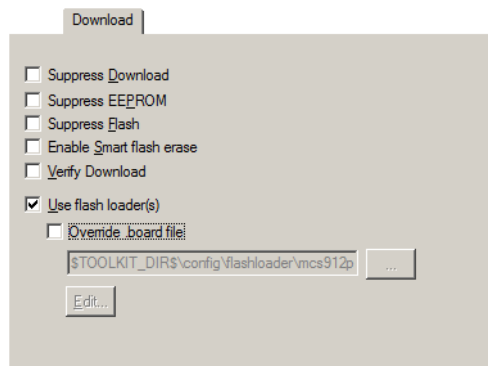 Download
Suppress Download
Suppress EEPROM
Suppress Flash
Enable Smart flash erase
Verify Download
Use flash loader(s)
Override .board file
$TOOLKIT_DIR$\config\flashloader\mcs912p
...
Edit...